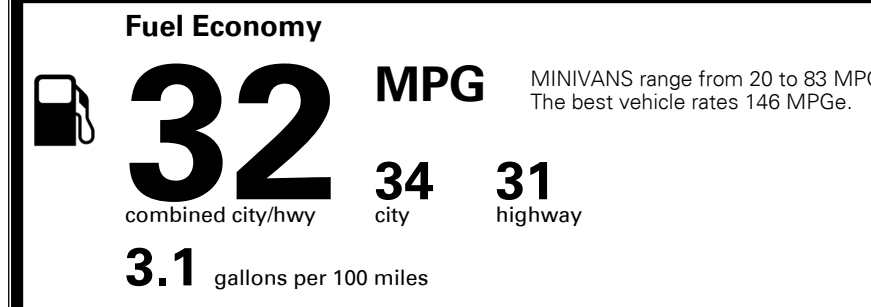 Fuel Economy
32 MPG
MINIVANS range from 20 to 83
The best vehicle rates 146 MPGe.
34 31
combined city/hwy city highway
3.1 gallons per 100 miles